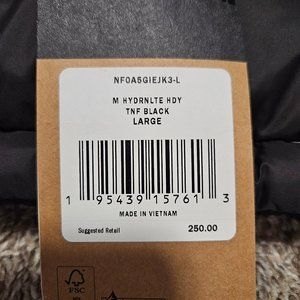 NF0A5GIEJK3-L
M HYDRNLTE HDY
TNF BLACK
LARGE
1 95439 15761 3
MADE IN VIETNAM
Suggested Retail 250.00
FSC